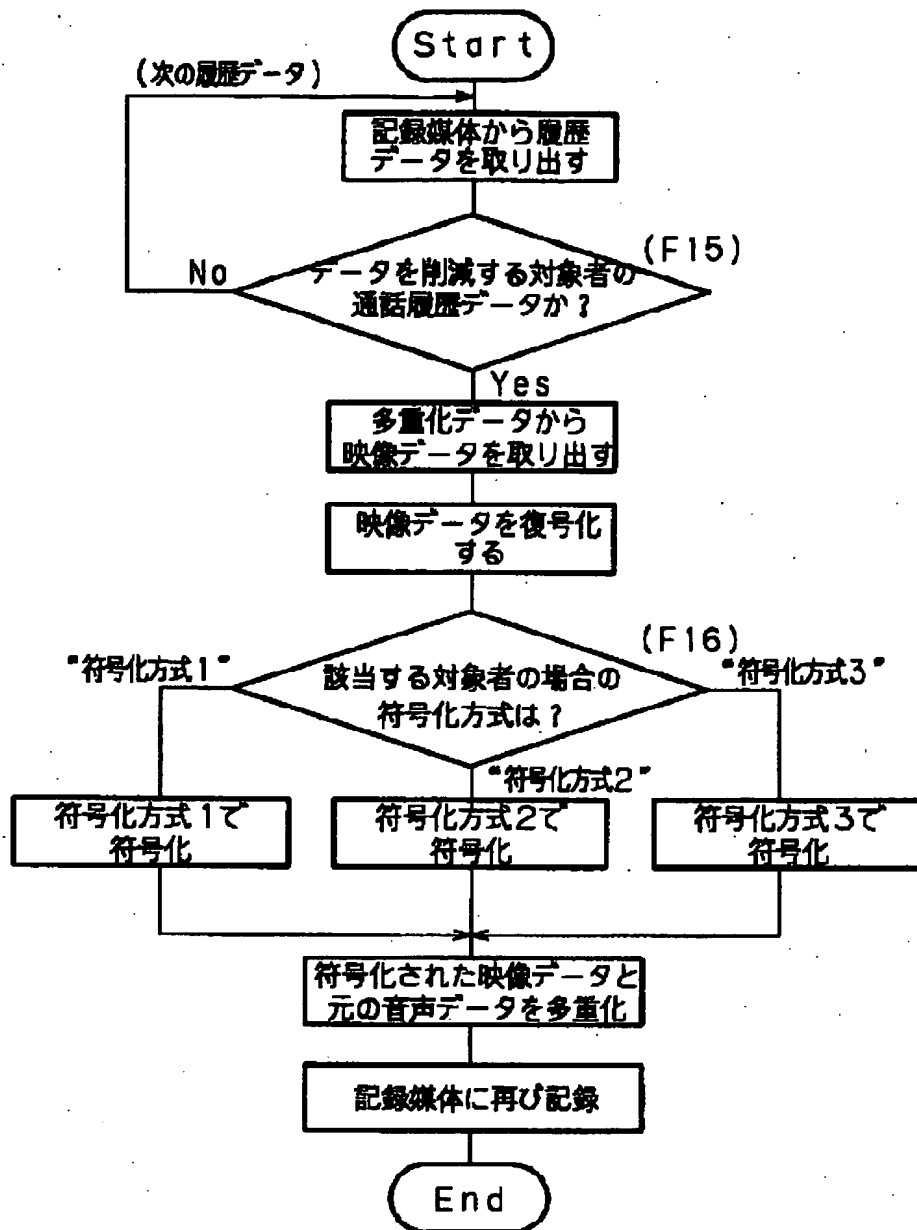 Start
(次の履歴データ)
記録媒体から履歴
データを取り出す
(F15)
データを削減する対象者の
通話履歴データか?
No
Yes
多重化データから
映像データを取り出す
映像データを復号化
する
(F16)
該当する対象者の場合の
符号化方式は?
"符号化方式1"
"符号化方式3"
"符号化方式2"
符号化方式1で
符号化
符号化方式2で
符号化
符号化方式3で
符号化
符号化された映像データと
元の音声データを多重化
記録媒体に再び記録
End